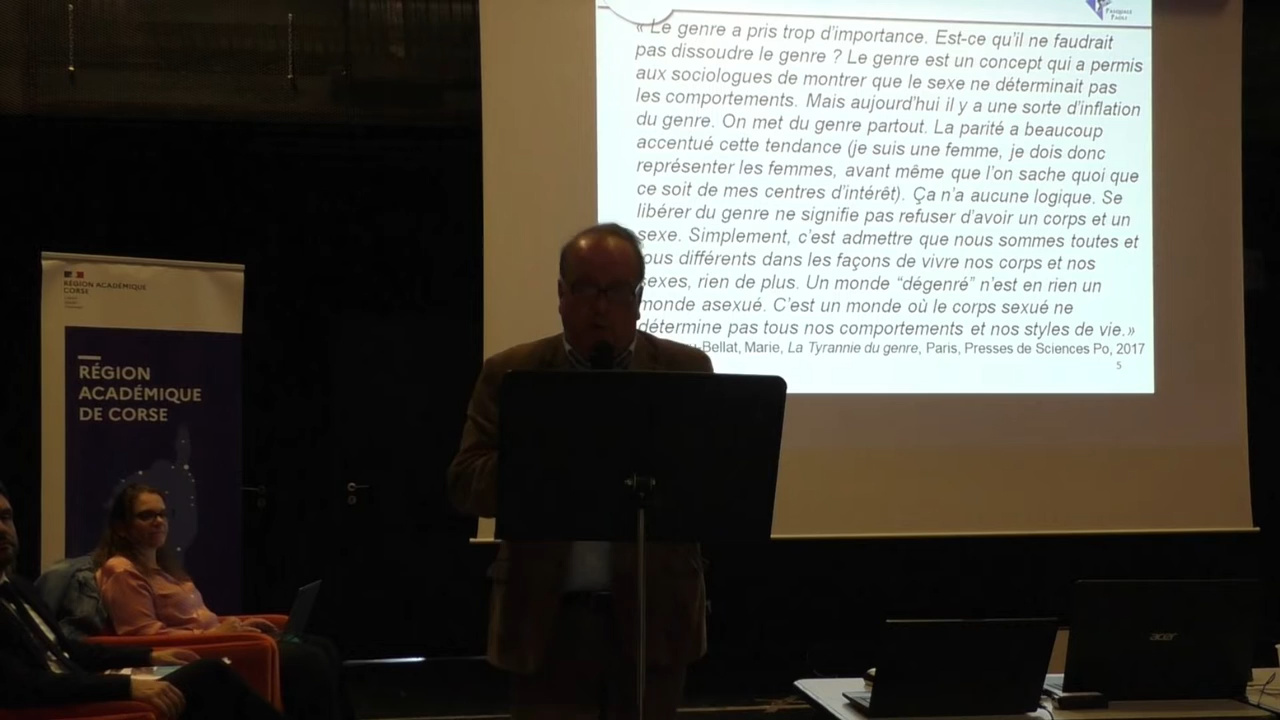 PASQUALE
PAOLI
« Le genre a pris trop d'importance. Est-ce qu'il ne faudrait
pas dissoudre le genre ? Le genre est un concept qui a permis
aux sociologues de montrer que le sexe ne déterminait pas
les comportements. Mais aujourd'hui il y a une sorte d'inflation
du genre. On met du genre partout. La parité a beaucoup
accentué cette tendance (je suis une femme, je dois donc
représenter les femmes, avant même que l'on sache quoi que
ce soit de mes centres d'intérêt). Ça n'a aucune logique. Se
libérer du genre ne signifie pas refuser d'avoir un corps et un
sexe. Simplement, c'est admettre que nous sommes toutes et
ous différents dans les façons de vivre nos corps et nos
sexes, rien de plus. Un monde “dégenré” n'est en rien un
monde asexué. C'est un monde où le corps sexué ne
détermine pas tous nos comportements et nos styles de vie.»
-Bellat, Marie, La Tyrannie du genre, Paris, Presses de Sciences Po, 2017
5
RÉGION ACADÉMIQUE
CORSE
RÉGION
ACADÉMIQUE
DE CORSE
acer